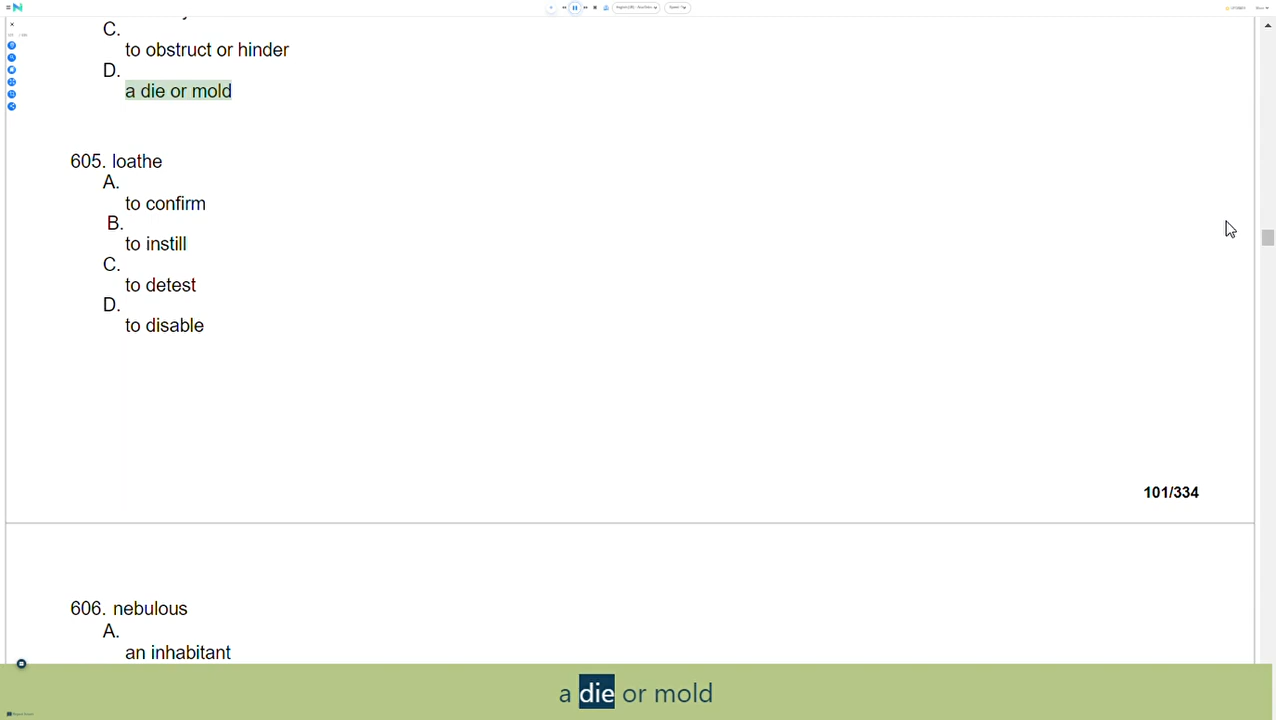 C.
to obstruct or hinder
D.
a die or mold
605. loathe
A.
to confirm
B.
to instill
C.
to detest
D.
to disable
101/334
606. nebulous
A.
an inhabitant
a die or mold